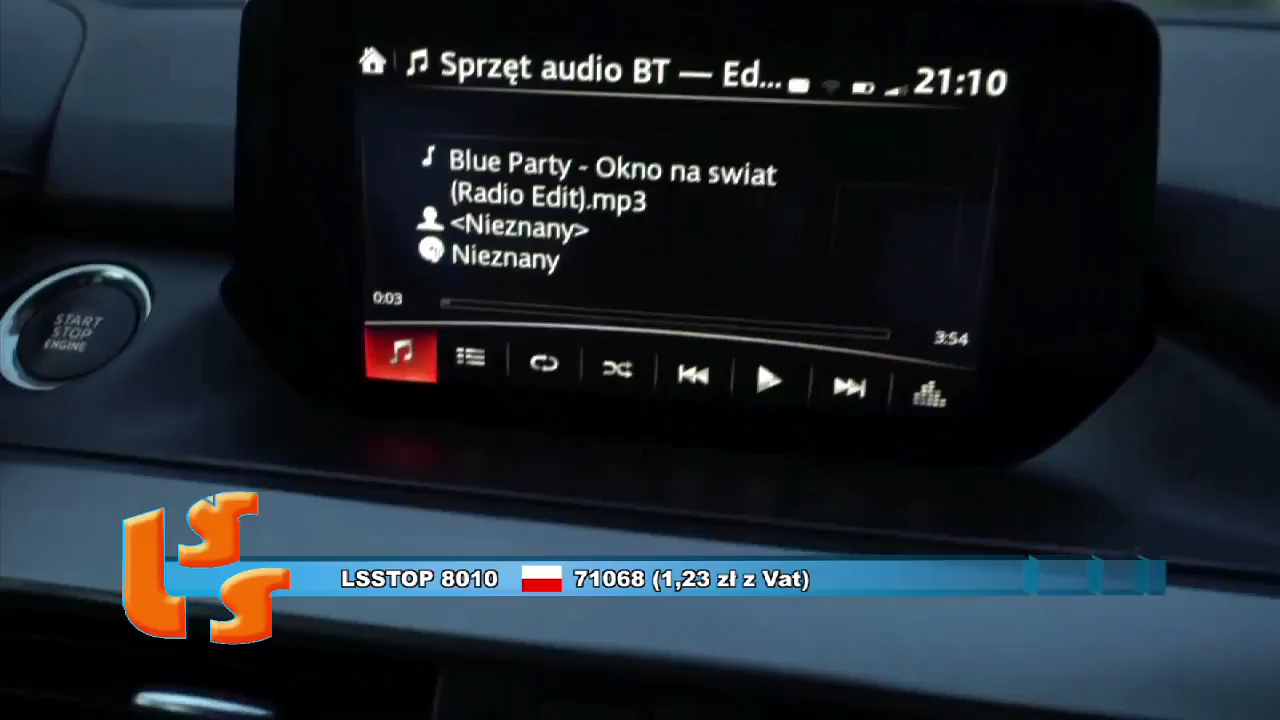 Sprzęt audio BT — Ed... 21:10
Blue Party - Okno na swiat
(Radio Edit).mp3
<Nieznany>
Nieznany
0:03
3:54
START
STOP
ENGINE
LSS
LSSTOP 8010 71068 (1,23 zł z Vat)